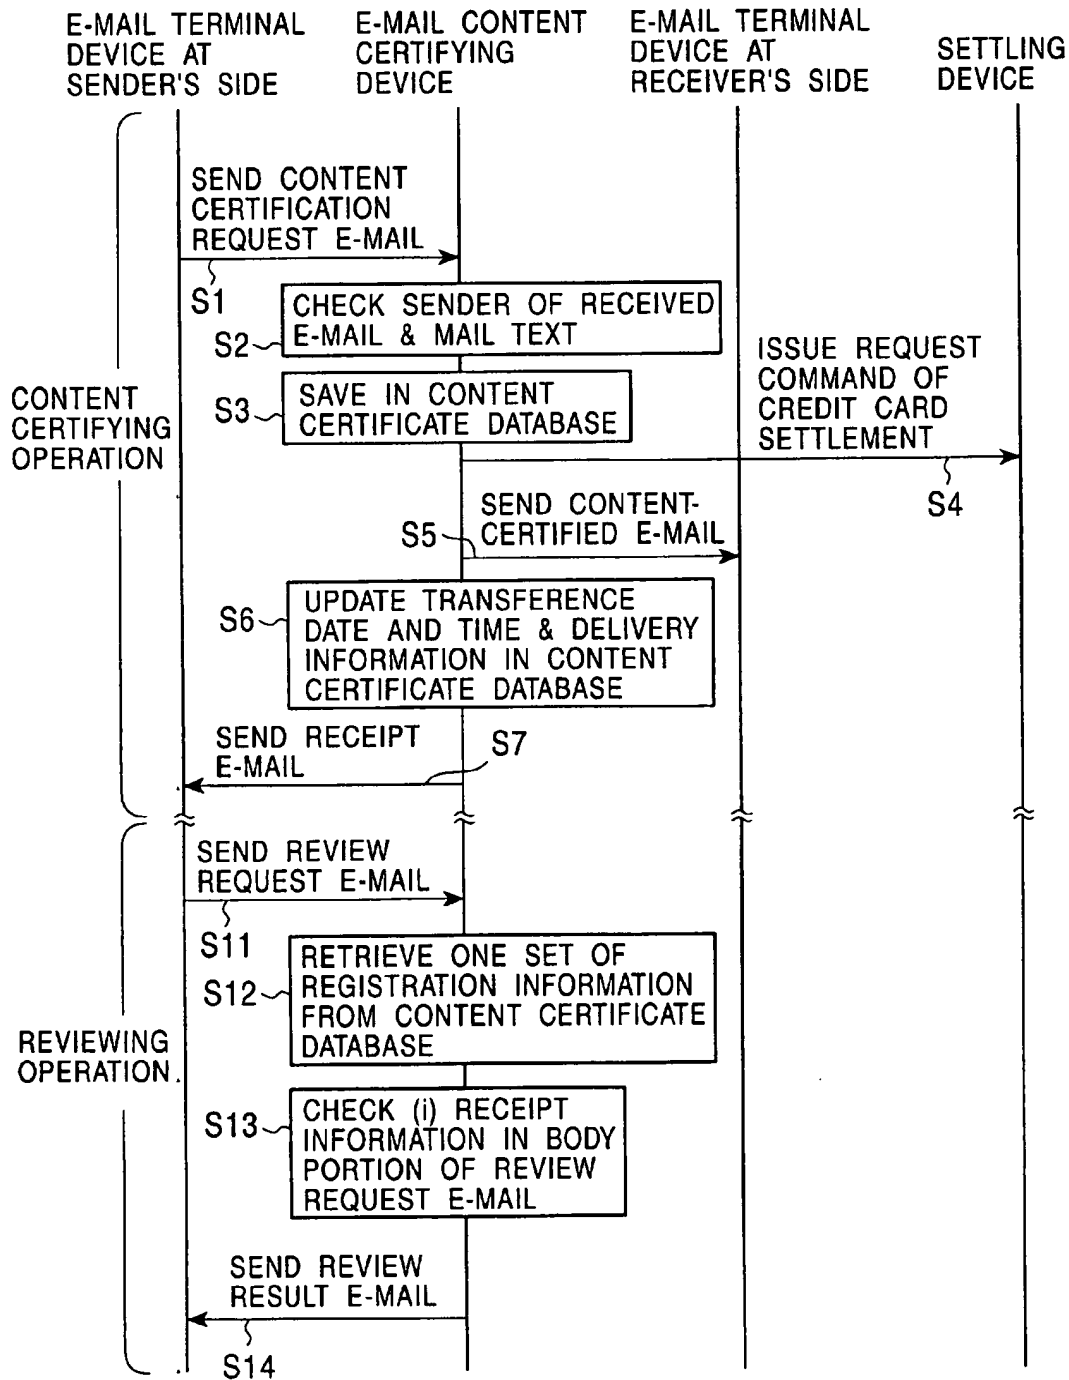 E-MAIL TERMINAL
DEVICE AT
SENDER'S SIDE
E-MAIL CONTENT
CERTIFYING
DEVICE
E-MAIL TERMINAL
DEVICE AT
RECEIVER'S SIDE
SETTLING
DEVICE
CONTENT
CERTIFYING
OPERATION
SEND CONTENT
CERTIFICATION
REQUEST E-MAIL
S1
CHECK SENDER OF RECEIVED
E-MAIL & MAIL TEXT
S2
SAVE IN CONTENT
CERTIFICATE DATABASE
S3
ISSUE REQUEST
COMMAND OF
CREDIT CARD
SETTLEMENT
S4
SEND CONTENT-
CERTIFIED E-MAIL
S5
UPDATE TRANSFERENCE
DATE AND TIME & DELIVERY
INFORMATION IN CONTENT
CERTIFICATE DATABASE
S6
SEND RECEIPT
E-MAIL
S7
REVIEWING
OPERATION
SEND REVIEW
REQUEST E-MAIL
S11
RETRIEVE ONE SET OF
REGISTRATION INFORMATION
FROM CONTENT CERTIFICATE
DATABASE
S12
CHECK (i) RECEIPT
INFORMATION IN BODY
PORTION OF REVIEW
REQUEST E-MAIL
S13
SEND REVIEW
RESULT E-MAIL
S14